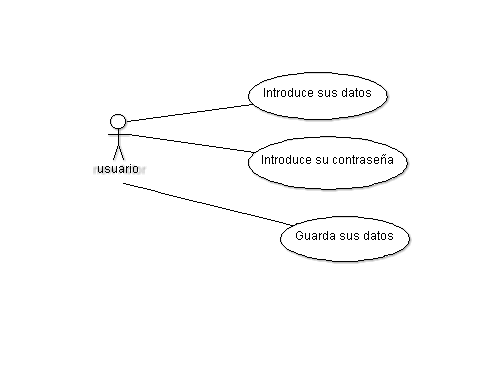 Introduce sus datos
Introduce su contraseña
usuario
Guarda sus datos